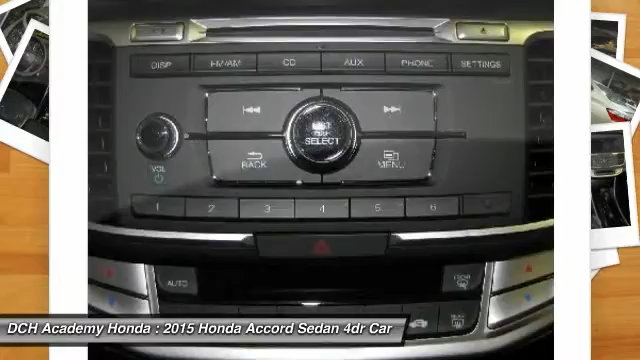 DISP FM/AM CD AUX PHONE SETTINGS
SELECT
BACK MENU
VOL
1 2 3 4 5 6
AUTO
DCH Academy Honda : 2015 Honda Accord Sedan 4dr Car